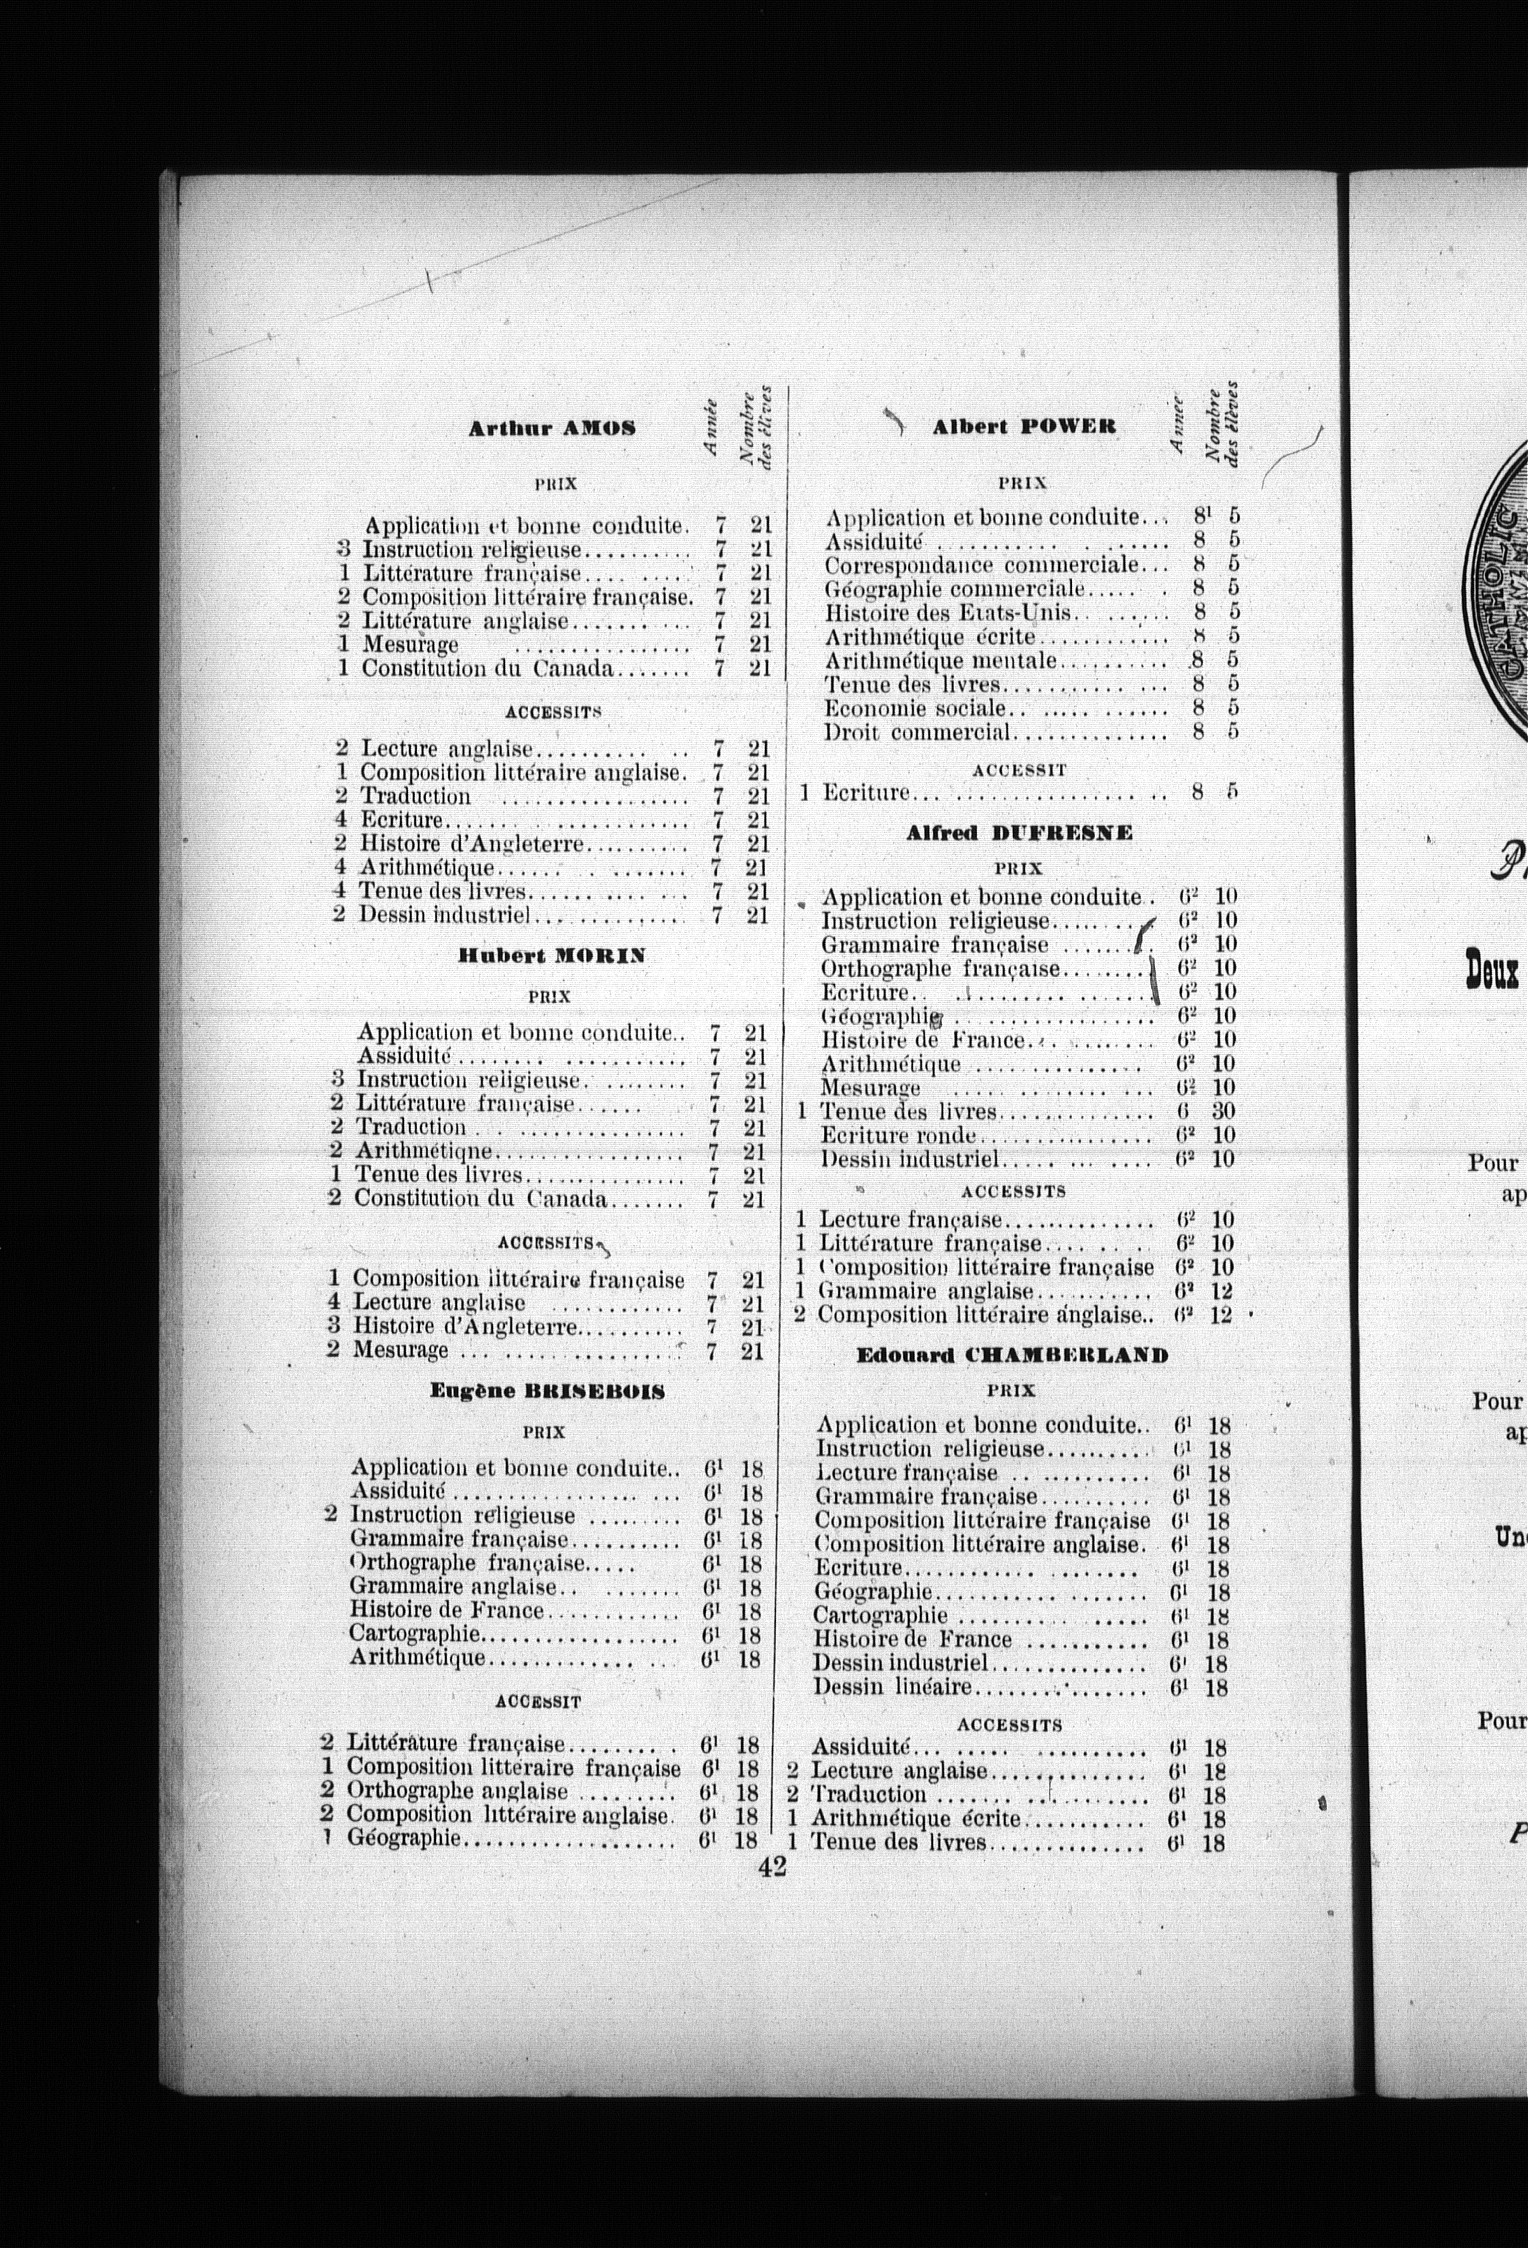 Arthur AMOS
Année
Nombre des élèves
PRIX
Application et bonne conduite. 7 21
3 Instruction religieuse.......... 7 21
1 Littérature française.... ..... 7 21
2 Composition littéraire française. 7 21
2 Littérature anglaise....... ... 7 21
1 Mesurage ................ 7 21
1 Constitution du Canada....... 7 21
ACCESSITS
2 Lecture anglaise.......... .. 7 21
1 Composition littéraire anglaise. 7 21
2 Traduction ................. 7 21
4 Ecriture...... . ............. 7 21
2 Histoire d'Angleterre.......... 7 21
4 Arithmétique...... . ....... 7 21
4 Tenue des livres...... .... ... 7 21
2 Dessin industriel... .......... 7 21
Hubert MORIN
PRIX
Application et bonne conduite.. 7 21
Assiduité........ ........... 7 21
3 Instruction religieuse. ........ 7 21
2 Littérature française...... 7 21
2 Traduction . . ................ 7 21
2 Arithmétique................. 7 21
1 Tenue des livres............... 7 21
2 Constitution du Canada....... 7 21
ACCESSITS
1 Composition littéraire française 7 21
4 Lecture anglaise ............ 7 21
3 Histoire d'Angleterre.......... 7 21
2 Mesurage ... ............... 7 21
Eugène BRISEBOIS
PRIX
Application et bonne conduite.. 6¹ 18
Assiduité................. ... 6¹ 18
2 Instruction religieuse ......... 6¹ 18
Grammaire française.......... 6¹ 18
Orthographe française..... 6¹ 18
Grammaire anglaise.. ........ 6¹ 18
Histoire de France............ 6¹ 18
Cartographie.................. 6¹ 18
Arithmétique............. ... 6¹ 18
ACCESSIT
2 Littérature française.......... 6¹ 18
1 Composition littéraire française 6¹ 18
2 Orthographe anglaise ......... 6¹ 18
2 Composition littéraire anglaise. 6¹ 18
1 Géographie.................... 6¹ 18
Albert POWER
Année
Nombre des élèves
PRIX
Application et bonne conduite... 8¹ 5
Assiduité .......... . ....... 8 5
Correspondance commerciale... 8 5
Géographie commerciale..... . 8 5
Histoire des Etats-Unis.. ...... 8 5
Arithmétique écrite............ 8 5
Arithmétique mentale.......... 8 5
Tenue des livres........... ... 8 5
Economie sociale.. ..... ...... 8 5
Droit commercial.............. 8 5
ACCESSIT
1 Ecriture... ................ .. 8 5
Alfred DUFRESNE
PRIX
Application et bonne conduite.. 6² 10
Instruction religieuse......... 6² 10
Grammaire française ........ 6² 10
Orthographe française........ 6² 10
Ecriture.. .......... ....... 6² 10
Géographie .................. 6² 10
Histoire de France.. ........ 6² 10
Arithmétique ............... 6² 10
Mesurage ..... ........ ... 6² 10
1 Tenue des livres.............. 6 30
Ecriture ronde................ 6² 10
Dessin industriel..... ... .... 6² 10
ACCESSITS
1 Lecture française.............. 6² 10
1 Littérature française.... .. . . 6² 10
1 Composition littéraire française 6² 10
1 Grammaire anglaise........... 6² 12
2 Composition littéraire anglaise.. 6² 12
Edouard CHAMBERLAND
PRIX
Application et bonne conduite.. 6¹ 18
Instruction religieuse.......... 6¹ 18
Lecture française .. .......... 6¹ 18
Grammaire française.......... 6¹ 18
Composition littéraire française 6¹ 18
Composition littéraire anglaise. 6¹ 18
Ecriture............ ........ 6¹ 18
Géographie........... ....... 6¹ 18
Cartographie .......... ..... 6¹ 18
Histoire de France ........... 6¹ 18
Dessin industriel.............. 6¹ 18
Dessin linéaire................ 6¹ 18
ACCESSITS
Assiduité... ..... .......... 6¹ 18
2 Lecture anglaise.............. 6¹ 18
2 Traduction ....... ........... 6¹ 18
1 Arithmétique écrite........... 6¹ 18
1 Tenue des livres.............. 6¹ 18
42
CATHOLIC
Deux
Pour
ap
Pour
ap
Un
Pour
P